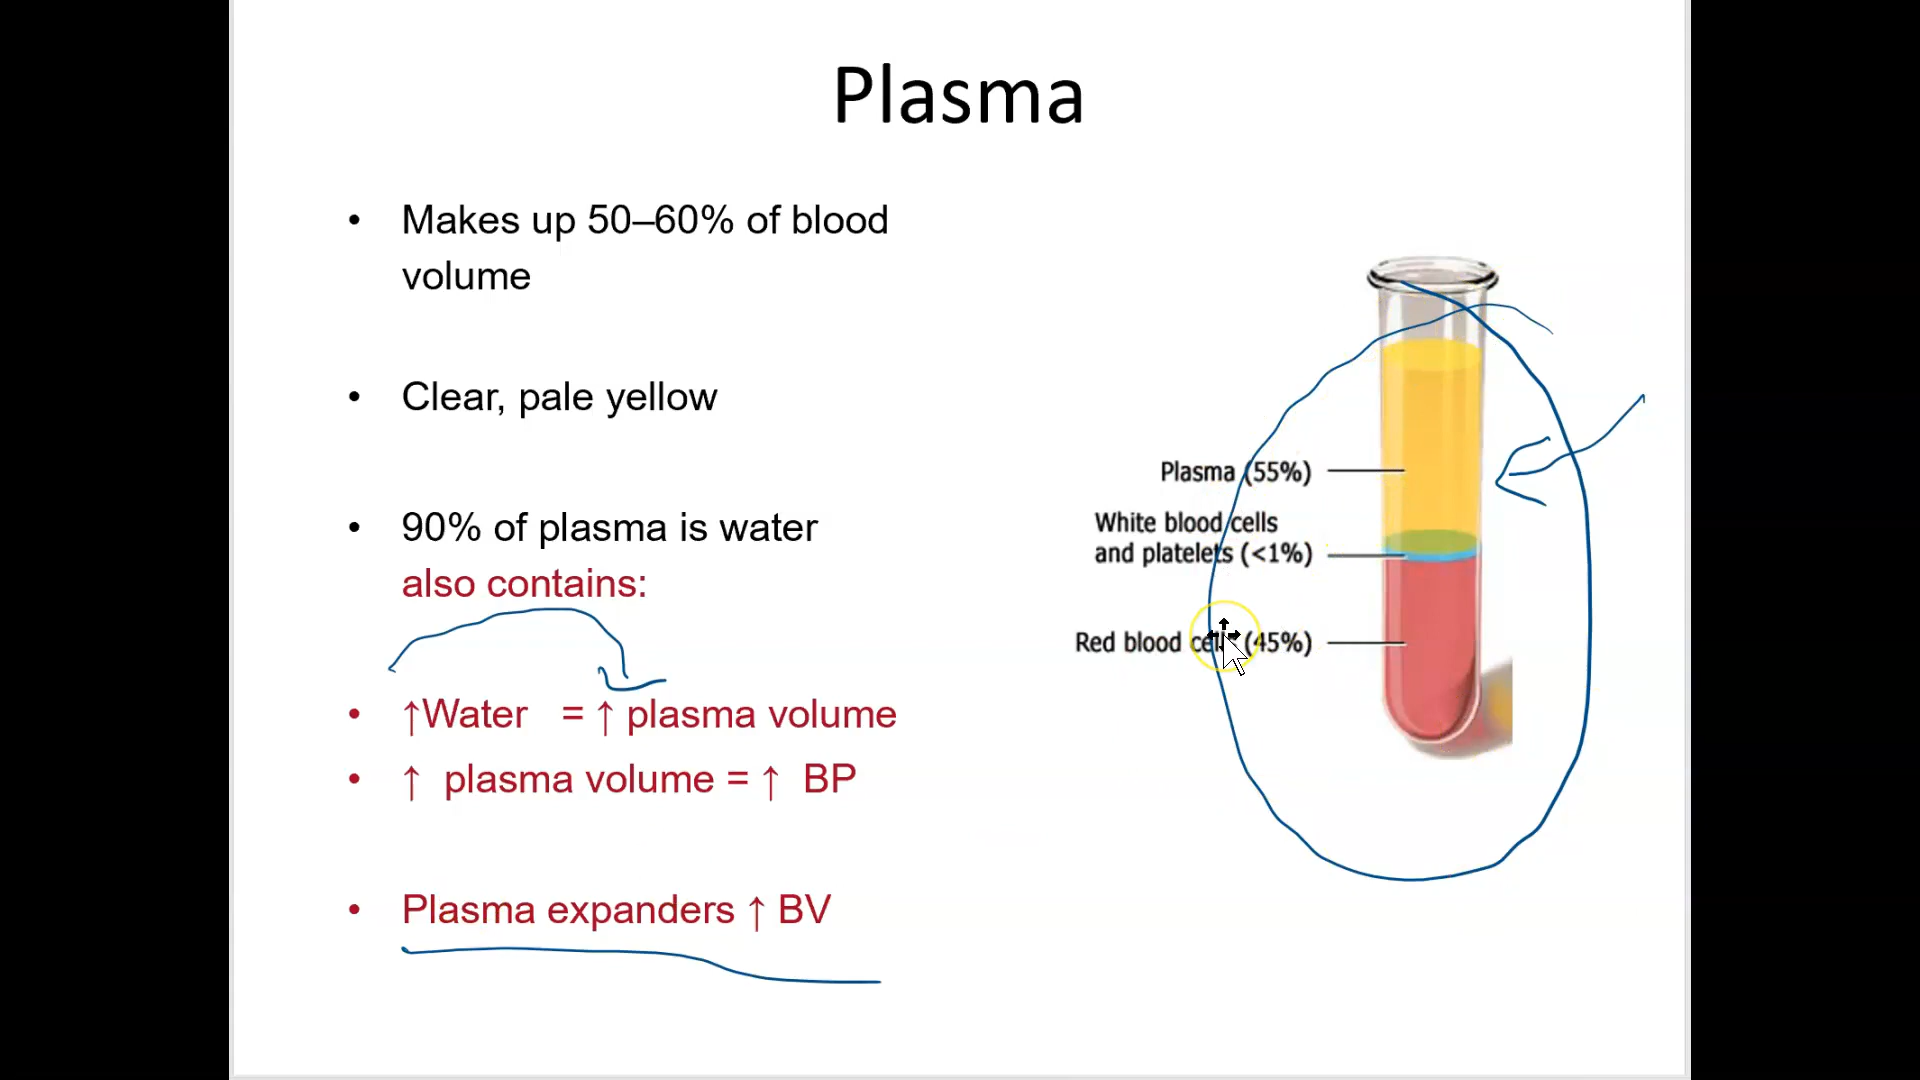 Plasma
• Makes up 50–60% of blood
volume
• Clear, pale yellow
• 90% of plasma is water
also contains:
• ↑Water = ↑ plasma volume
• ↑ plasma volume = ↑ BP
• Plasma expanders ↑ BV
Plasma (55%)
White blood cells
and platelets (<1%)
Red blood cells (45%)